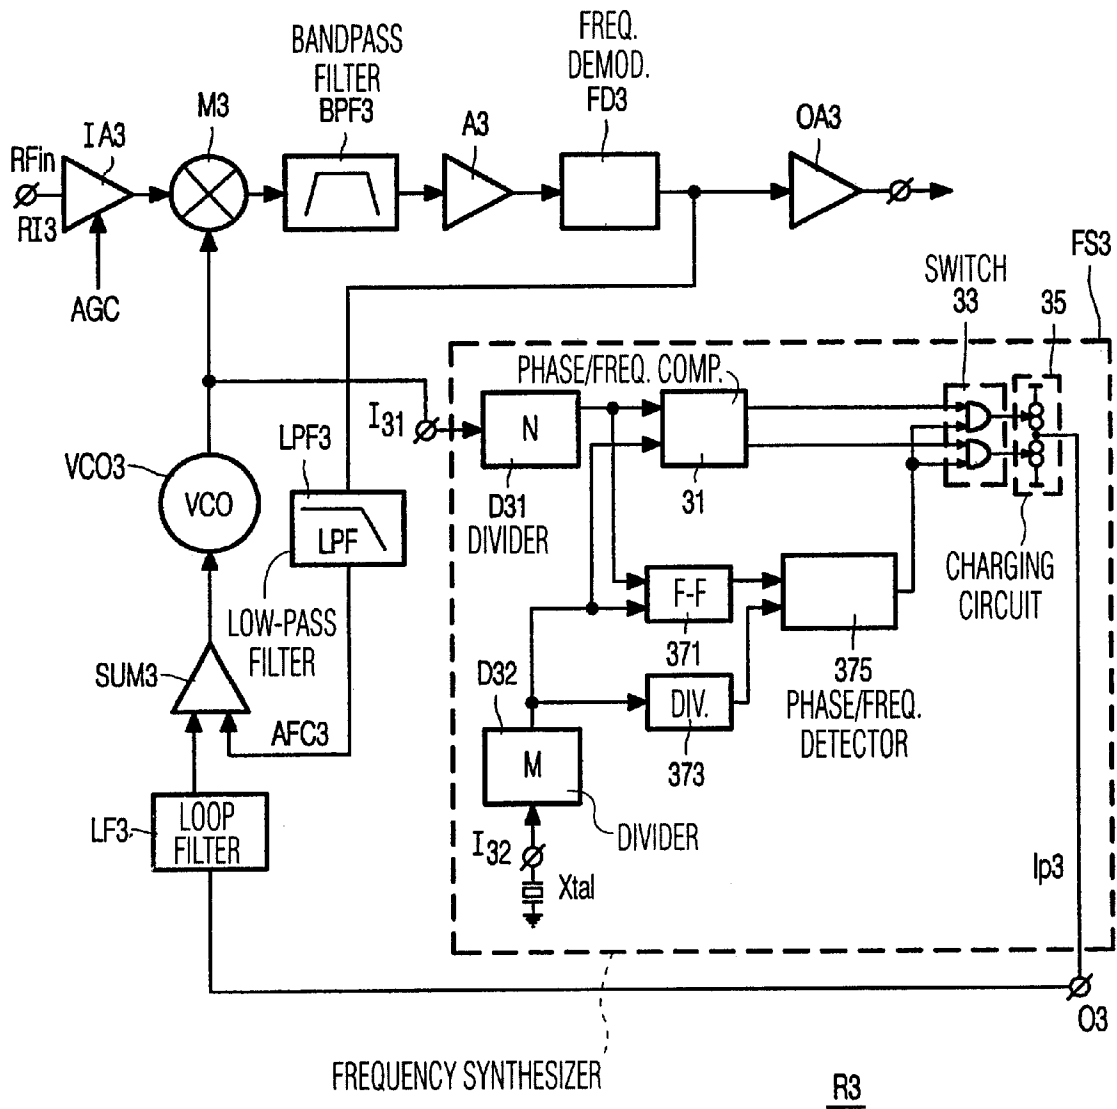 FREQ.
DEMOD.
FD3
BANDPASS
FILTER
BPF3
M3
A3
OA3
IA3
RFin
RI3
AGC
FS3
SWITCH
33
35
PHASE/FREQ. COMP.
I31
N
LPF3
VCO3
VCO
31
D31
DIVIDER
LPF
CHARGING
CIRCUIT
F-F
371
LOW-PASS
FILTER
375
PHASE/FREQ.
DETECTOR
SUM3
D32
DIV.
373
AFC3
M
DIVIDER
LOOP
FILTER
LF3
I32
Xtal
Ip3
O3
FREQUENCY SYNTHESIZER
R3